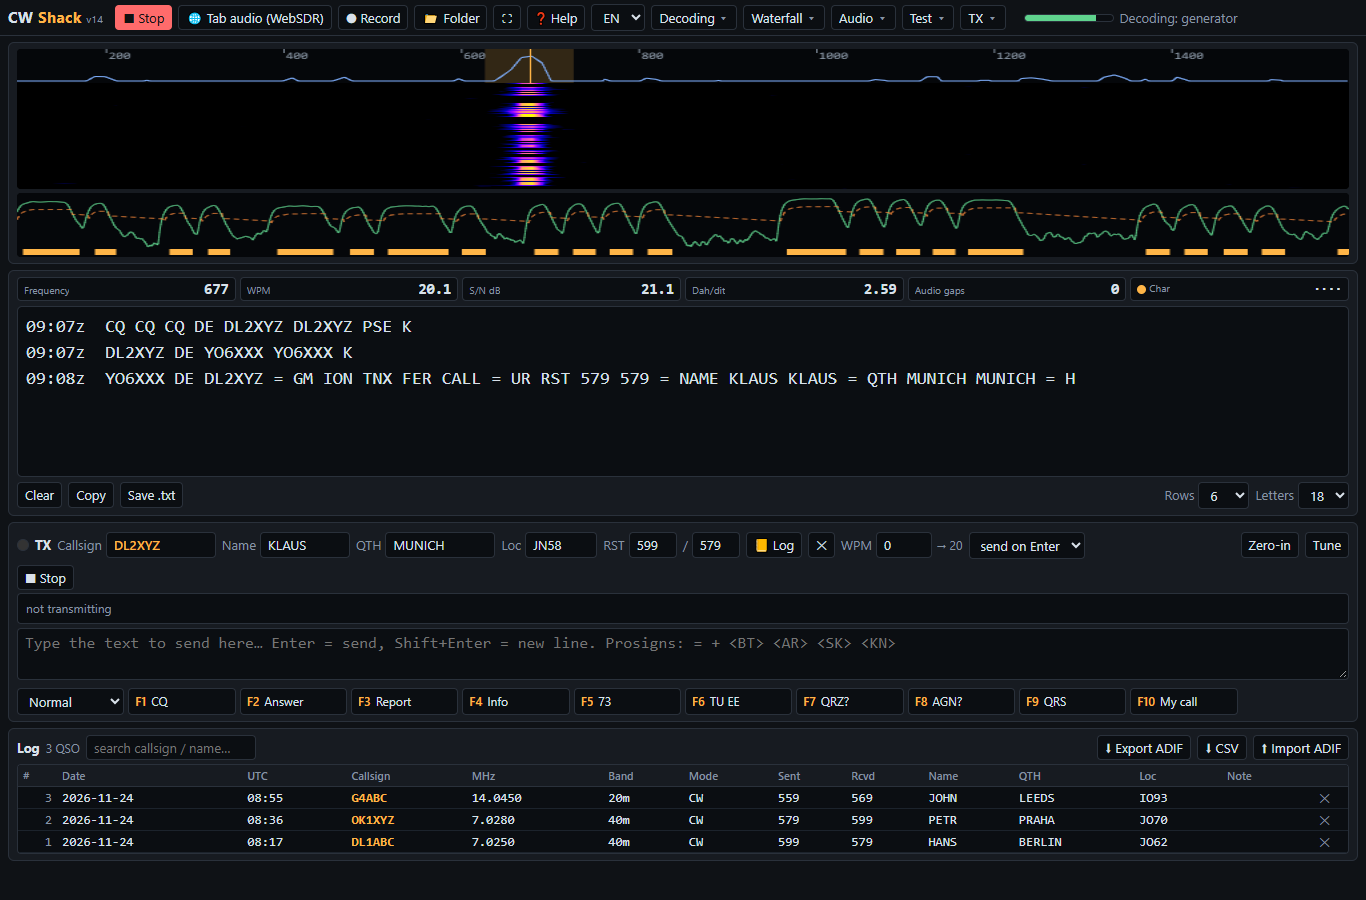 CW Shack v14 Stop Tab audio (WebSDR) Record Folder Help EN Decoding Waterfall Audio Test TX Decoding: generator
200 400 600 800 1000 1200 1400
Frequency 677 WPM 20.1 S/N dB 21.1 Dah/dit 2.59 Audio gaps 0 Char ····
09:07z CQ CQ CQ DE DL2XYZ DL2XYZ PSE K
09:07z DL2XYZ DE YO6XXX YO6XXX K
09:08z YO6XXX DE DL2XYZ = GM ION TNX FER CALL = UR RST 579 579 = NAME KLAUS KLAUS = QTH MUNICH MUNICH = H
Clear Copy Save .txt Rows 6 Letters 18
TX Callsign DL2XYZ Name KLAUS QTH MUNICH Loc JN58 RST 599 / 579 Log ✕ WPM 0 → 20 send on Enter Zero-in Tune
Stop
not transmitting
Type the text to send here… Enter = send, Shift+Enter = new line. Prosigns: = + <BT> <AR> <SK> <KN>
Normal F1 CQ F2 Answer F3 Report F4 Info F5 73 F6 TU EE F7 QRZ? F8 AGN? F9 QRS F10 My call
Log 3 QSO search callsign / name... ⬇ Export ADIF ⬇ CSV ⬆ Import ADIF
# Date UTC Callsign MHz Band Mode Sent Rcvd Name QTH Loc Note
3 2026-11-24 08:55 G4ABC 14.0450 20m CW 559 569 JOHN LEEDS IO93 ✕
2 2026-11-24 08:36 OK1XYZ 7.0280 40m CW 579 599 PETR PRAHA JO70 ✕
1 2026-11-24 08:17 DL1ABC 7.0250 40m CW 599 579 HANS BERLIN JO62 ✕